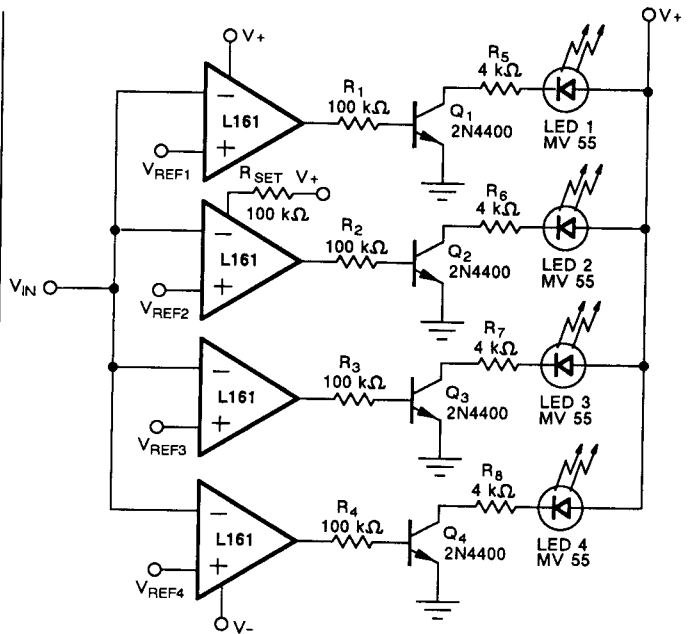 V+
V+
R5
4 kΩ
R1
100 kΩ
−
L161
+
Q1
2N4400
LED 1
MV 55
VREF1
RSET
V+
100 kΩ
R6
4 kΩ
R2
100 kΩ
−
L161
+
Q2
2N4400
LED 2
MV 55
VIN
VREF2
R7
4 kΩ
R3
100 kΩ
−
L161
+
Q3
2N4400
LED 3
MV 55
VREF3
R8
4 kΩ
R4
100 kΩ
−
L161
+
Q4
2N4400
LED 4
MV 55
VREF4
V-